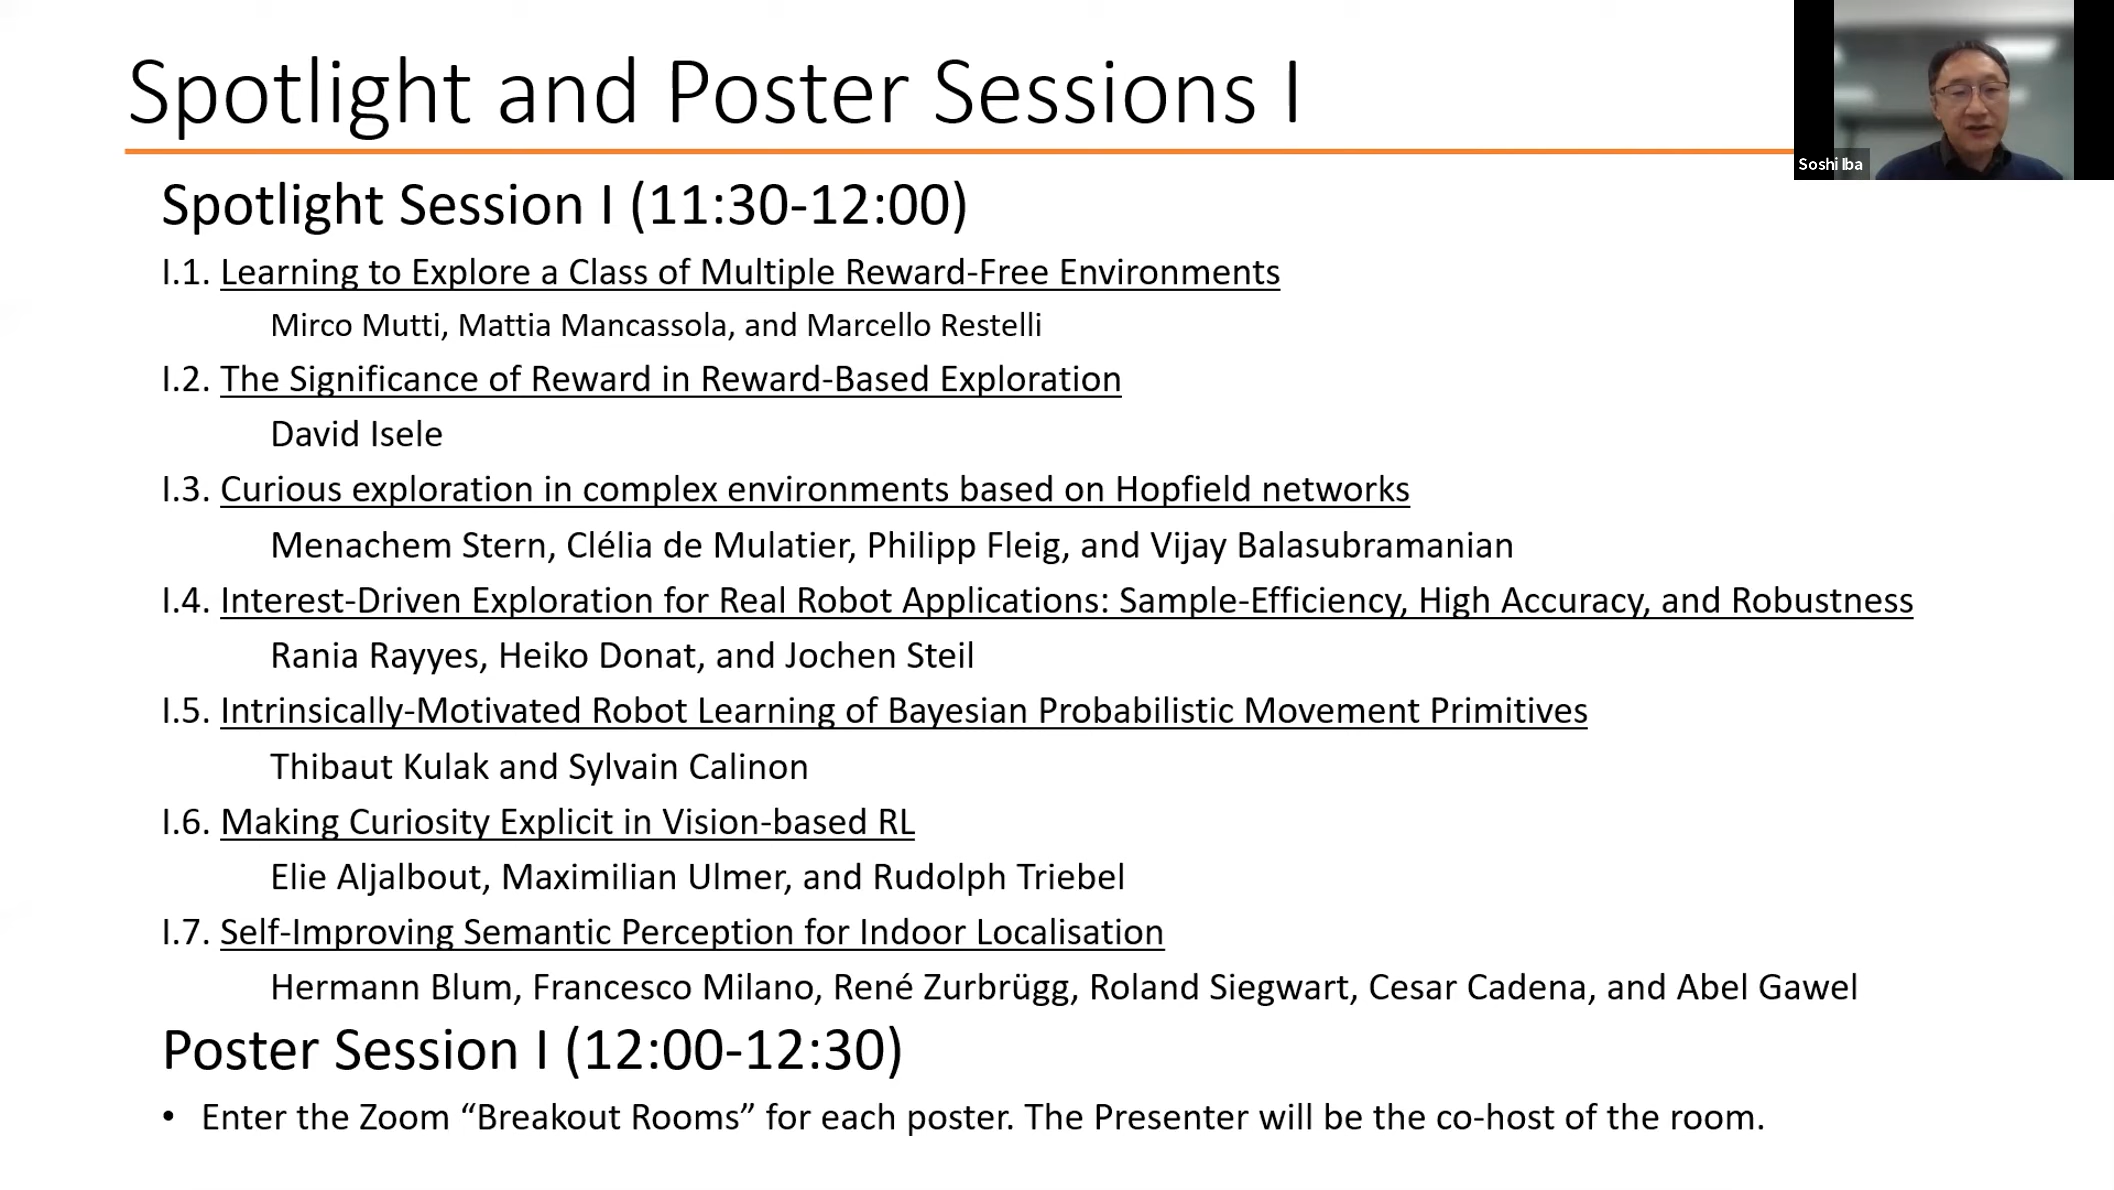 Spotlight and Poster Sessions I
Soshi Iba
Spotlight Session I (11:30-12:00)
I.1. Learning to Explore a Class of Multiple Reward-Free Environments
Mirco Mutti, Mattia Mancassola, and Marcello Restelli
I.2. The Significance of Reward in Reward-Based Exploration
David Isele
I.3. Curious exploration in complex environments based on Hopfield networks
Menachem Stern, Clélia de Mulatier, Philipp Fleig, and Vijay Balasubramanian
I.4. Interest-Driven Exploration for Real Robot Applications: Sample-Efficiency, High Accuracy, and Robustness
Rania Rayyes, Heiko Donat, and Jochen Steil
I.5. Intrinsically-Motivated Robot Learning of Bayesian Probabilistic Movement Primitives
Thibaut Kulak and Sylvain Calinon
I.6. Making Curiosity Explicit in Vision-based RL
Elie Aljalbout, Maximilian Ulmer, and Rudolph Triebel
I.7. Self-Improving Semantic Perception for Indoor Localisation
Hermann Blum, Francesco Milano, René Zurbrügg, Roland Siegwart, Cesar Cadena, and Abel Gawel
Poster Session I (12:00-12:30)
• Enter the Zoom “Breakout Rooms” for each poster. The Presenter will be the co-host of the room.